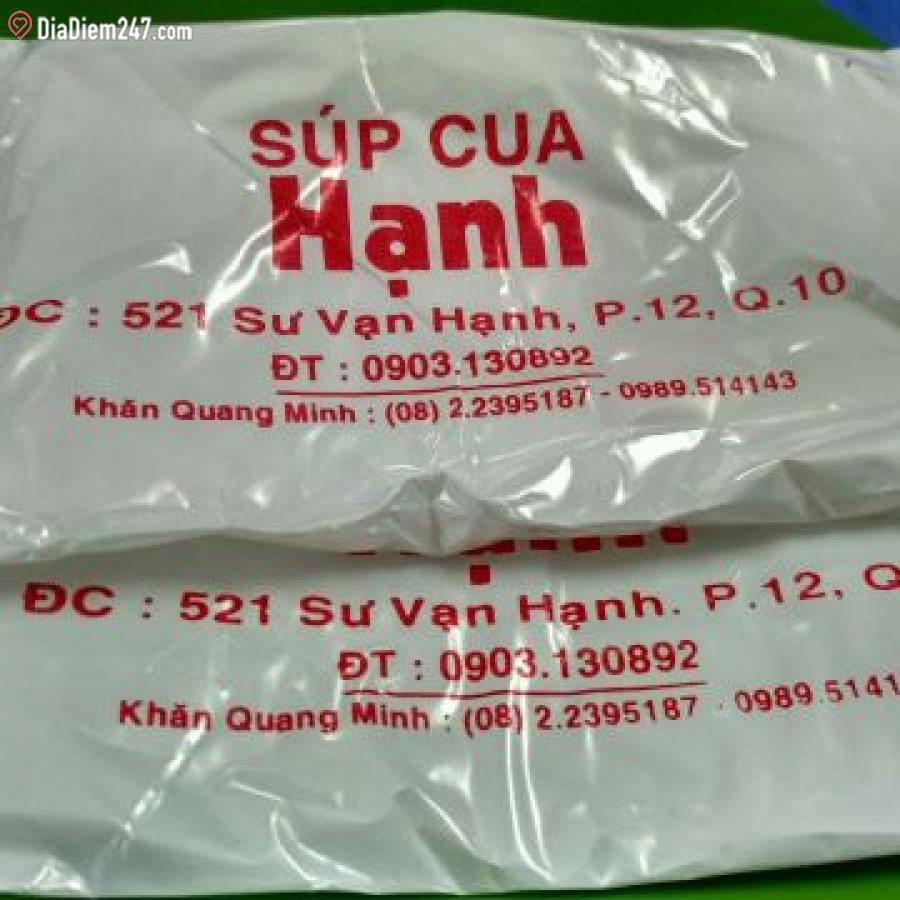 DiaDiem247.com
SÚP CUA
Hạnh
ĐC : 521 Sư Vạn Hạnh, P.12, Q.10
ĐT : 0903.130892
Khăn Quang Minh : (08) 2.2395187 - 0989.514143
ĐC : 521 Sư Vạn Hạnh. P.12, Q
ĐT : 0903.130892
Khăn Quang Minh : (08) 2.2395187 - 0989.5141